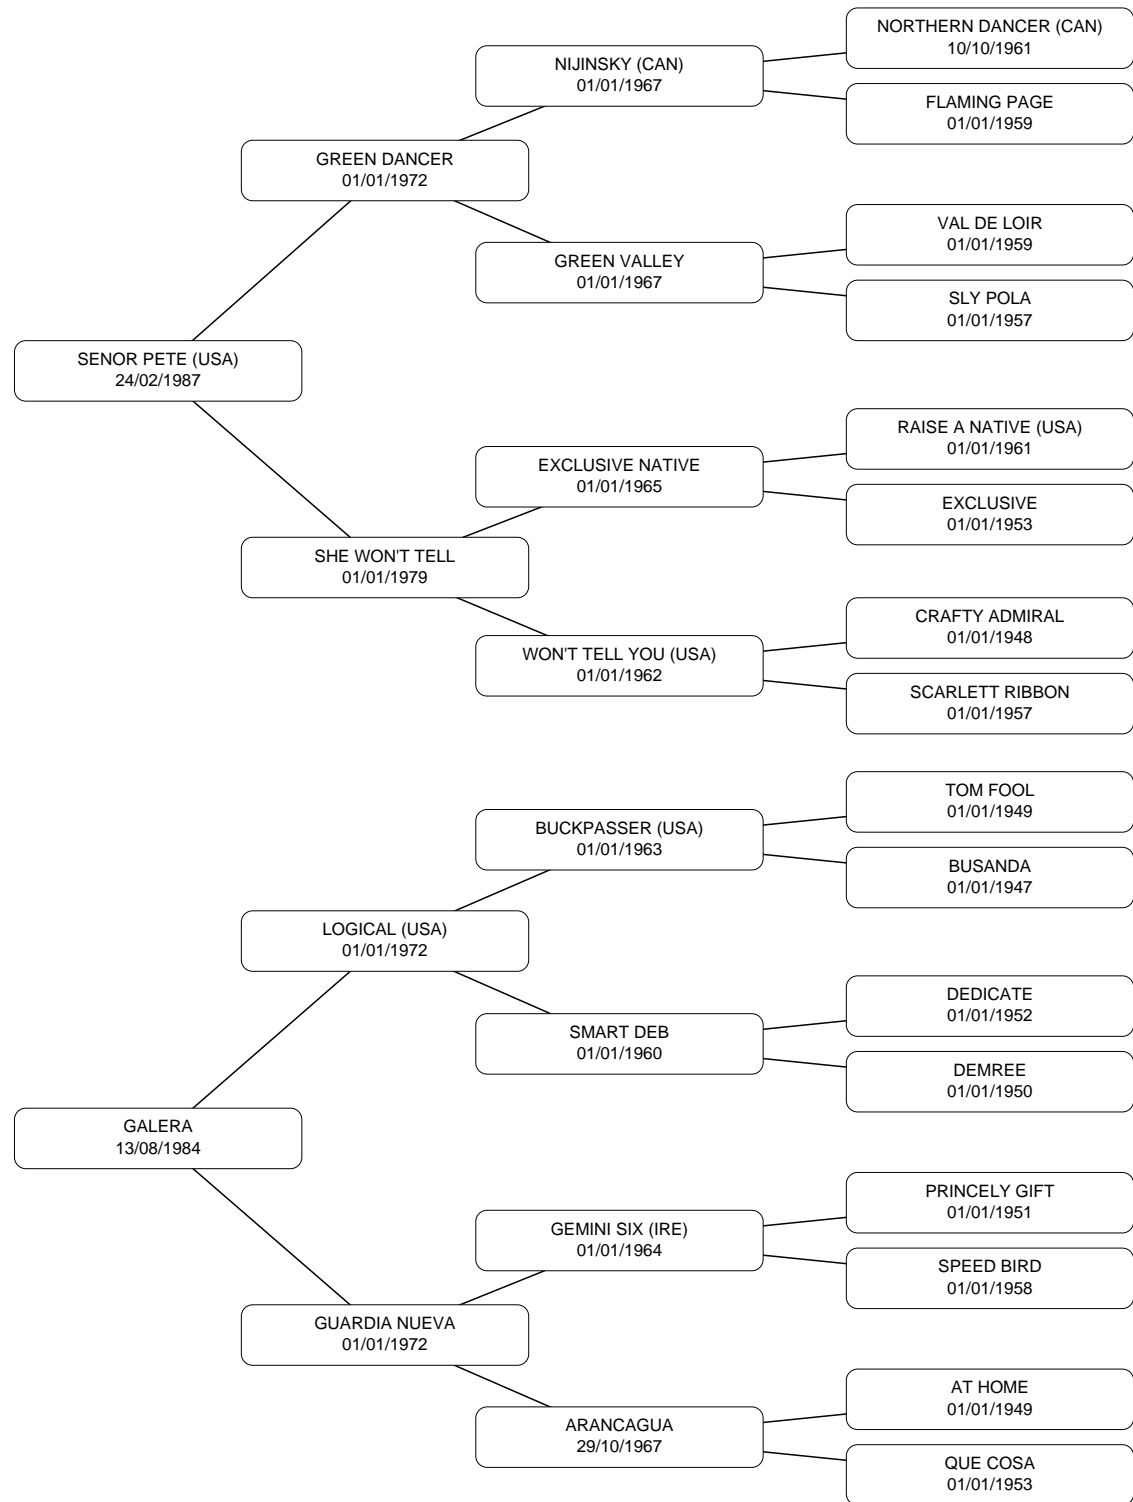 NORTHERN DANCER (CAN)
10/10/1961
NIJINSKY (CAN)
01/01/1967
FLAMING PAGE
01/01/1959
GREEN DANCER
01/01/1972
VAL DE LOIR
01/01/1959
GREEN VALLEY
01/01/1967
SLY POLA
01/01/1957
SENOR PETE (USA)
24/02/1987
RAISE A NATIVE (USA)
01/01/1961
EXCLUSIVE NATIVE
01/01/1965
EXCLUSIVE
01/01/1953
SHE WON'T TELL
01/01/1979
CRAFTY ADMIRAL
01/01/1948
WON'T TELL YOU (USA)
01/01/1962
SCARLETT RIBBON
01/01/1957
TOM FOOL
01/01/1949
BUCKPASSER (USA)
01/01/1963
BUSANDA
01/01/1947
LOGICAL (USA)
01/01/1972
DEDICATE
01/01/1952
SMART DEB
01/01/1960
DEMREE
01/01/1950
GALERA
13/08/1984
PRINCELY GIFT
01/01/1951
GEMINI SIX (IRE)
01/01/1964
SPEED BIRD
01/01/1958
GUARDIA NUEVA
01/01/1972
AT HOME
01/01/1949
ARANCAGUA
29/10/1967
QUE COSA
01/01/1953